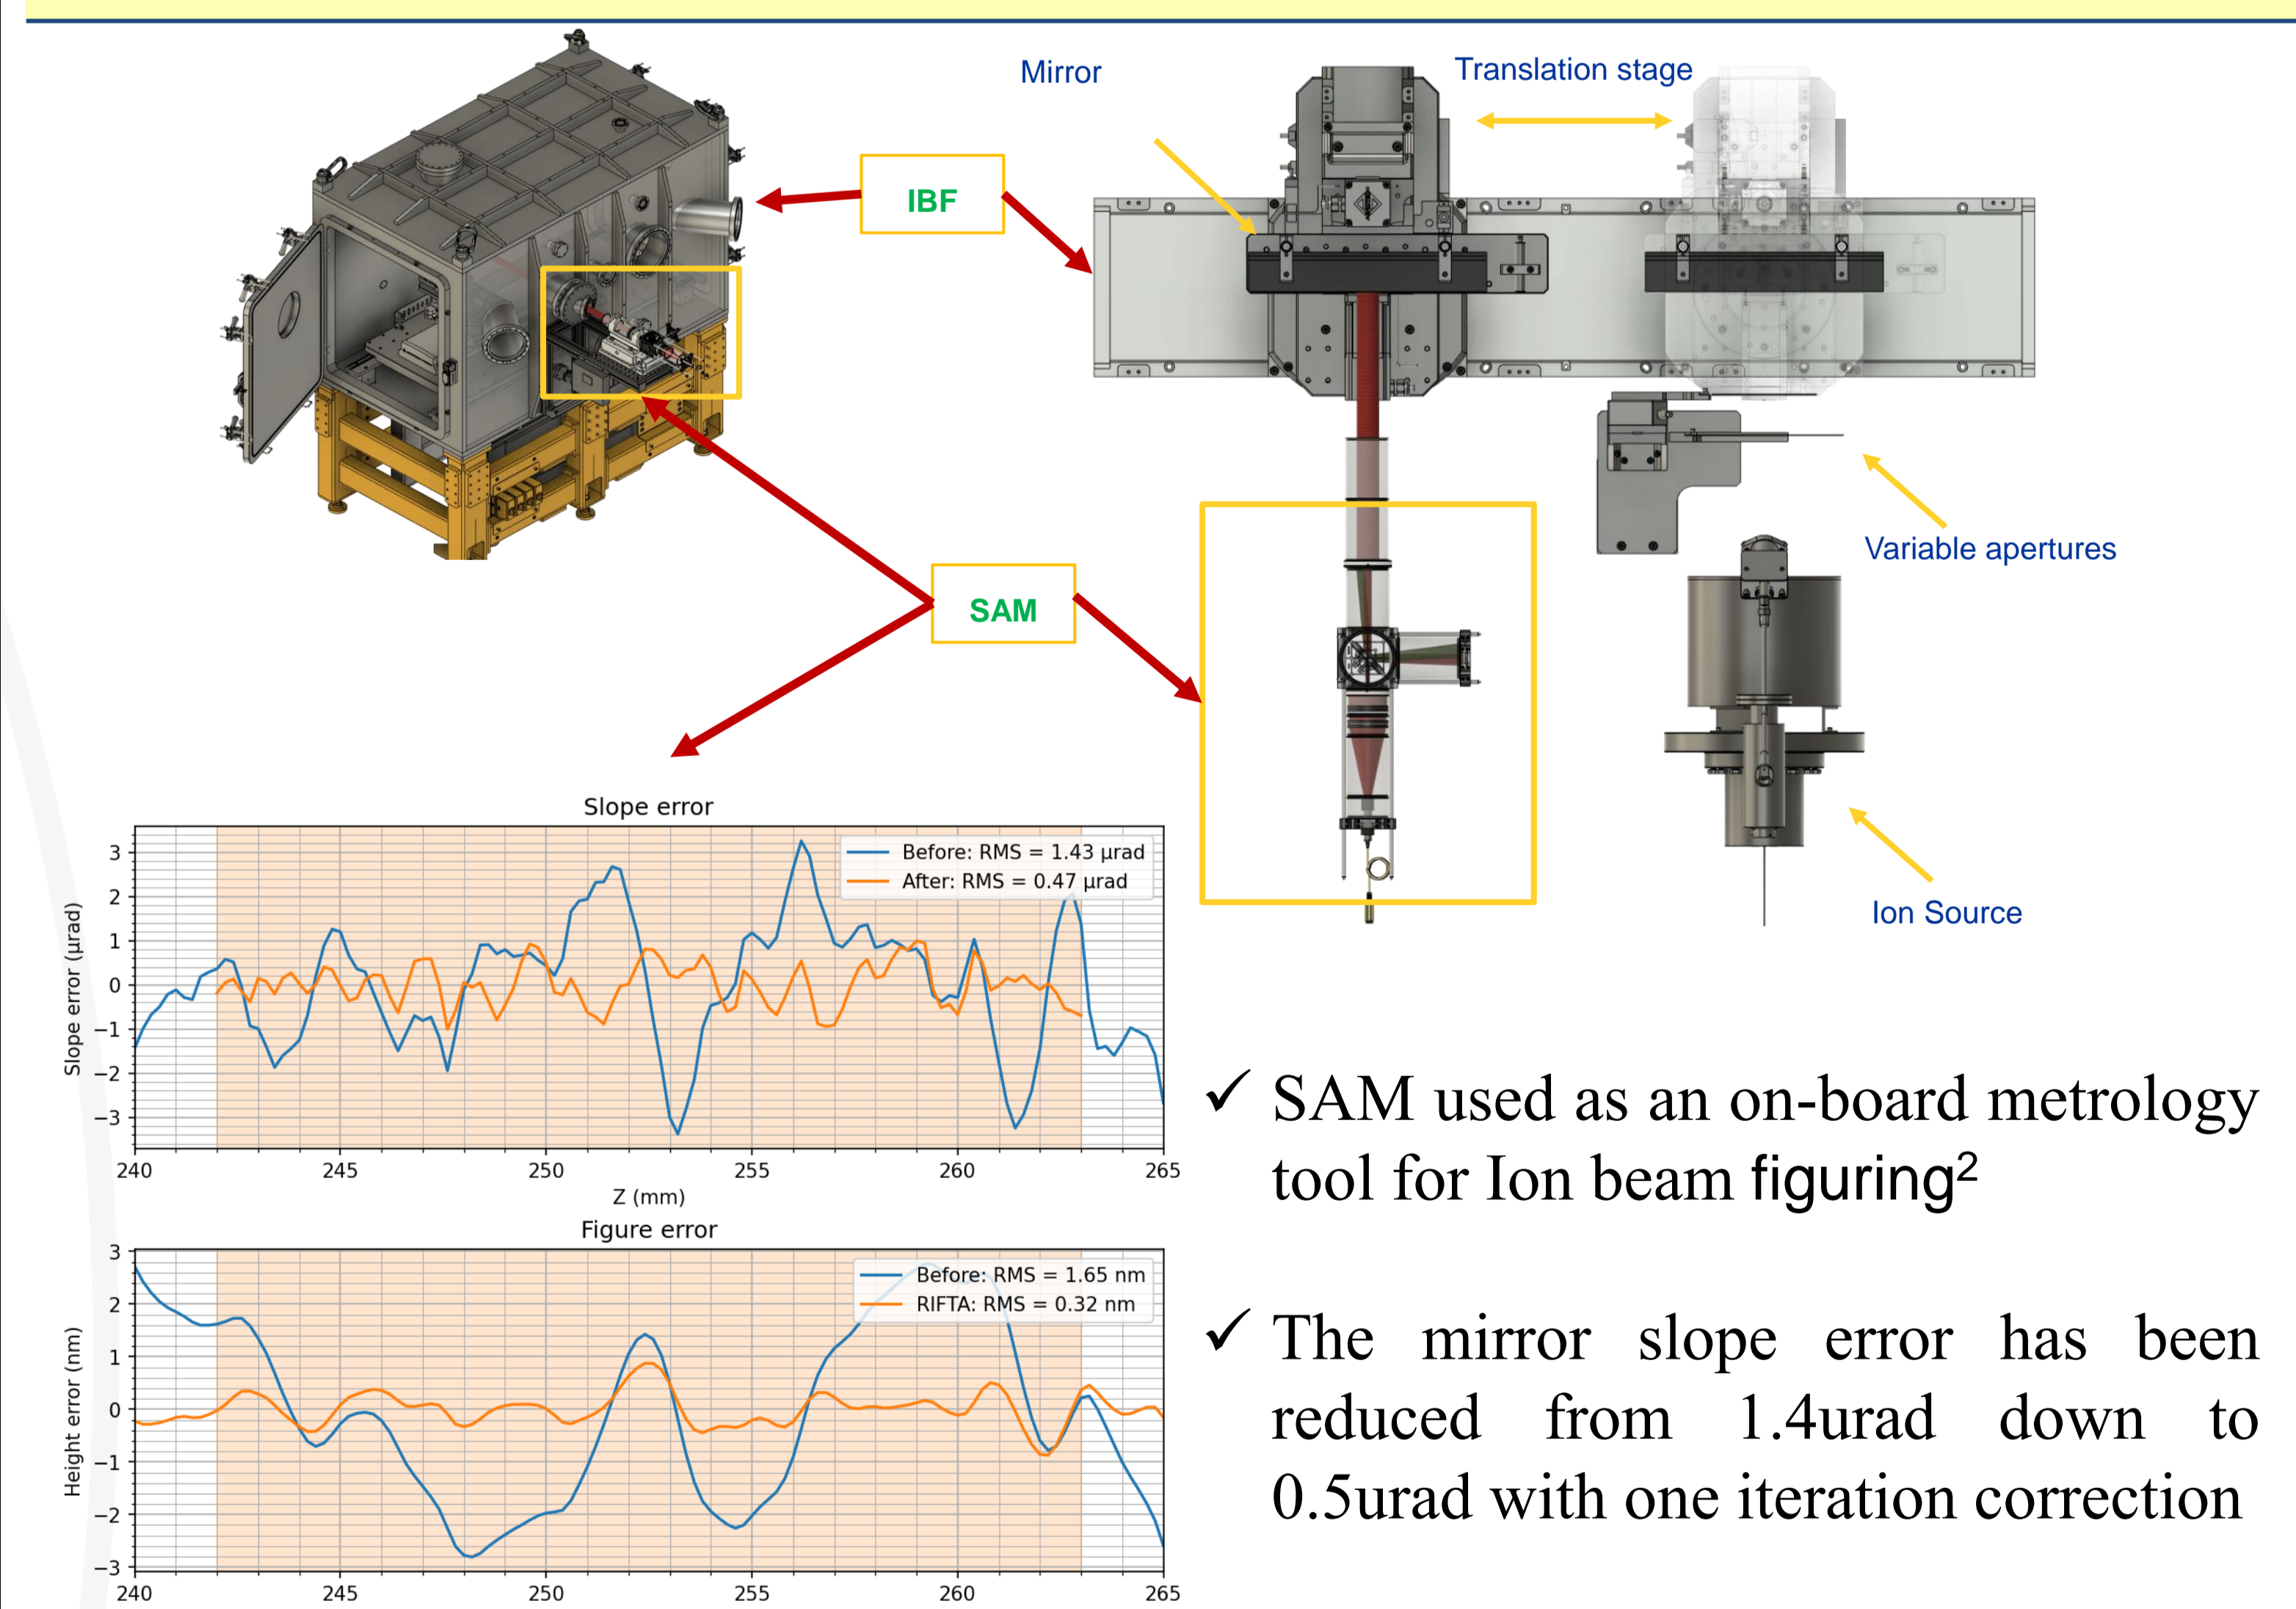 Mirror
Translation stage
IBF
SAM
Variable apertures
Ion Source
Slope error
Before: RMS = 1.43 μrad
After: RMS = 0.47 μrad
Slope error (μrad)
3
2
1
0
−1
−2
−3
240 245 250 255 260 265
Z (mm)
Figure error
Before: RMS = 1.65 nm
RIFTA: RMS = 0.32 nm
Height error (nm)
3
2
1
0
−1
−2
−3
240 245 250 255 260 265
✓ SAM used as an on-board metrology
tool for Ion beam figuring²
✓ The mirror slope error has been
reduced from 1.4urad down to
0.5urad with one iteration correction